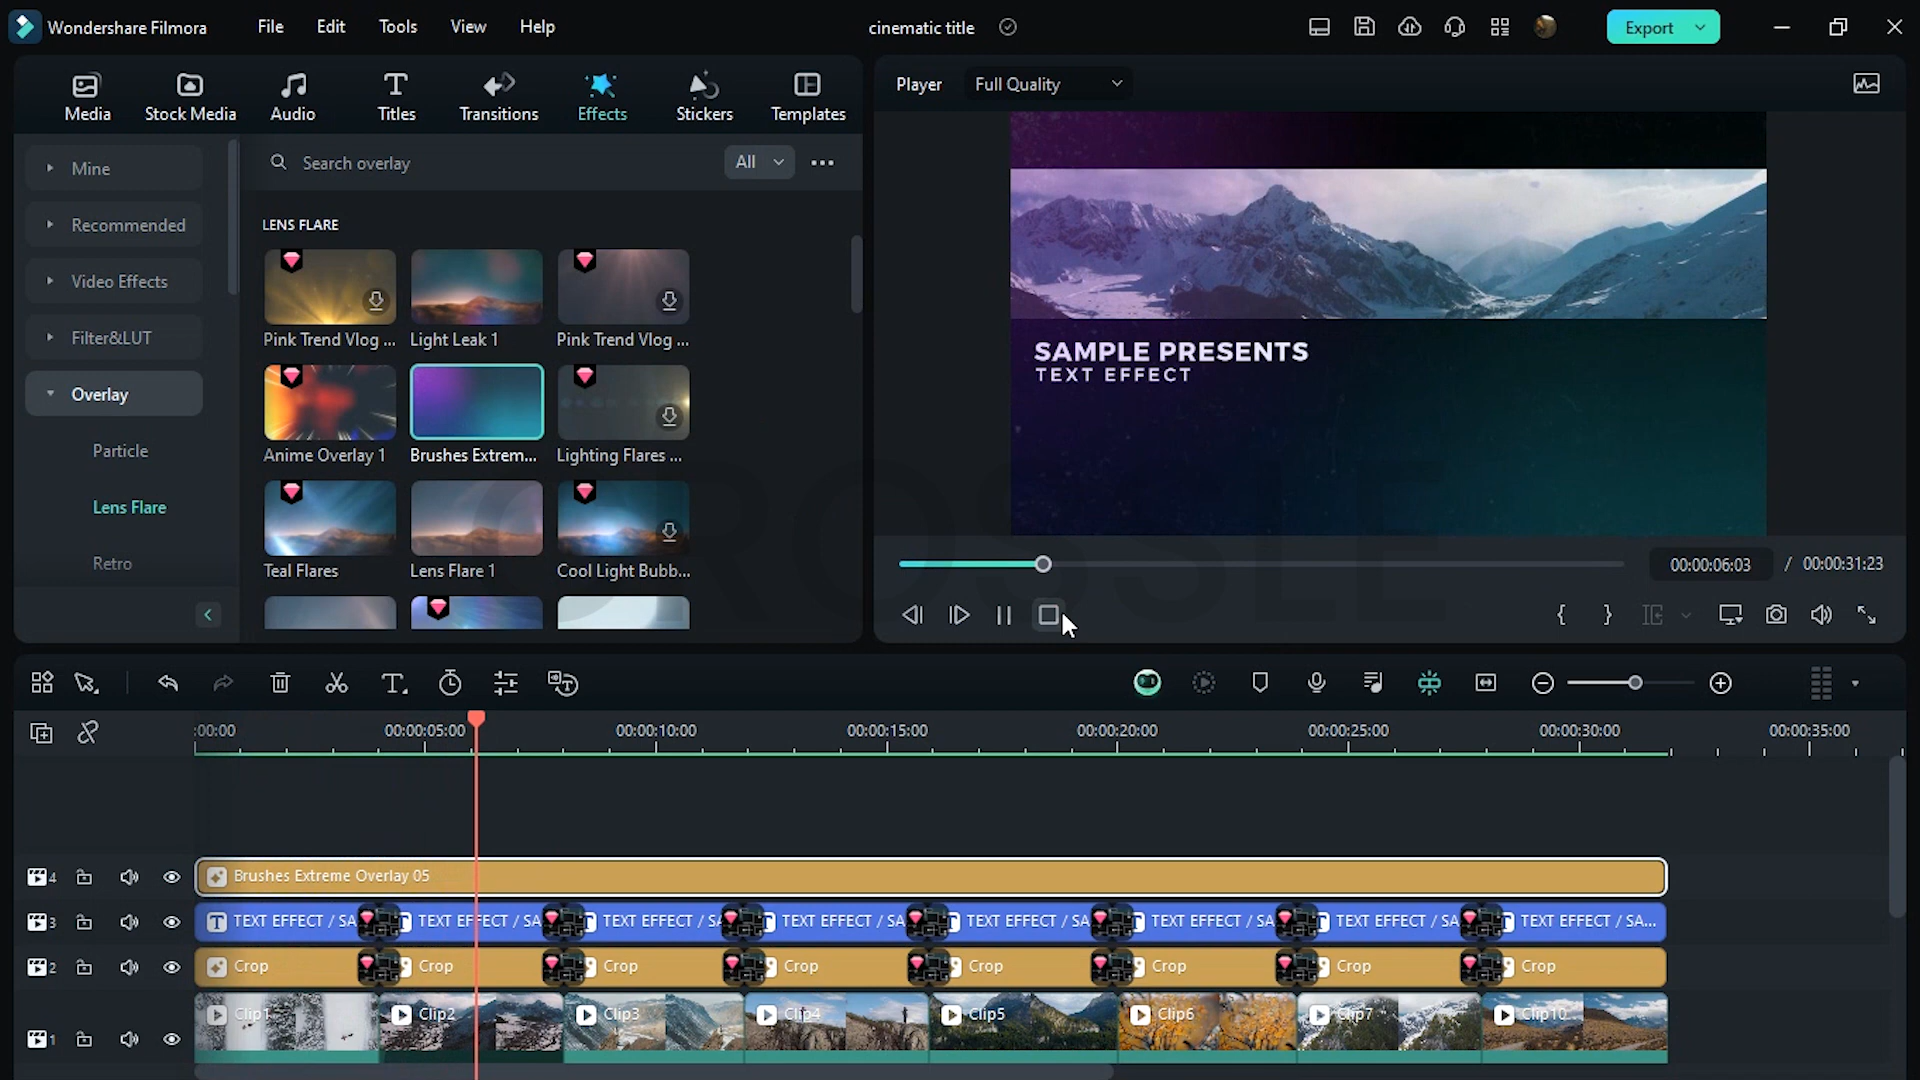 Wondershare Filmora File Edit Tools View Help cinematic title Export
Media Stock Media Audio Titles Transitions Effects Stickers Templates
Player Full Quality
Mine
Recommended
Video Effects
Filter&LUT
Overlay
Particle
Lens Flare
Retro
Search overlay All
LENS FLARE
Pink Trend Vlog ... Light Leak 1 Pink Trend Vlog ...
Anime Overlay 1 Brushes Extrem... Lighting Flares ...
Teal Flares Lens Flare 1 Cool Light Bubb...
SAMPLE PRESENTS
TEXT EFFECT
00:00:06:03 / 00:00:31:23
:00:00 00:00:05:00 00:00:10:00 00:00:15:00 00:00:20:00 00:00:25:00 00:00:30:00 00:00:35:00
4 Brushes Extreme Overlay 05
3 TEXT EFFECT / SA TEXT EFFECT / SA TEXT EFFECT / SA TEXT EFFECT / SA TEXT EFFECT / SA TEXT EFFECT / SA TEXT EFFECT / SA TEXT EFFECT / SA...
2 Crop Crop Crop Crop Crop Crop Crop Crop
1 Clip1 Clip2 Clip3 Clip4 Clip5 Clip6 Clip7 Clip10